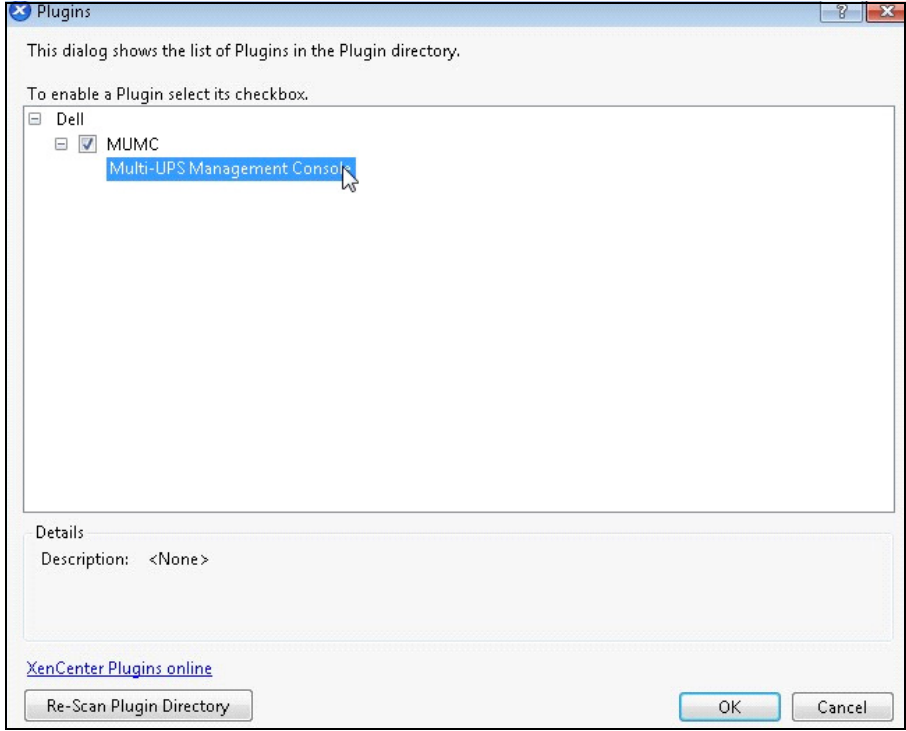 Plugins
?
This dialog shows the list of Plugins in the Plugin directory.
To enable a Plugin select its checkbox.
Dell
MUMC
Multi-UPS Management Console
Details
Description: <None>
XenCenter Plugins online
Re-Scan Plugin Directory
OK
Cancel